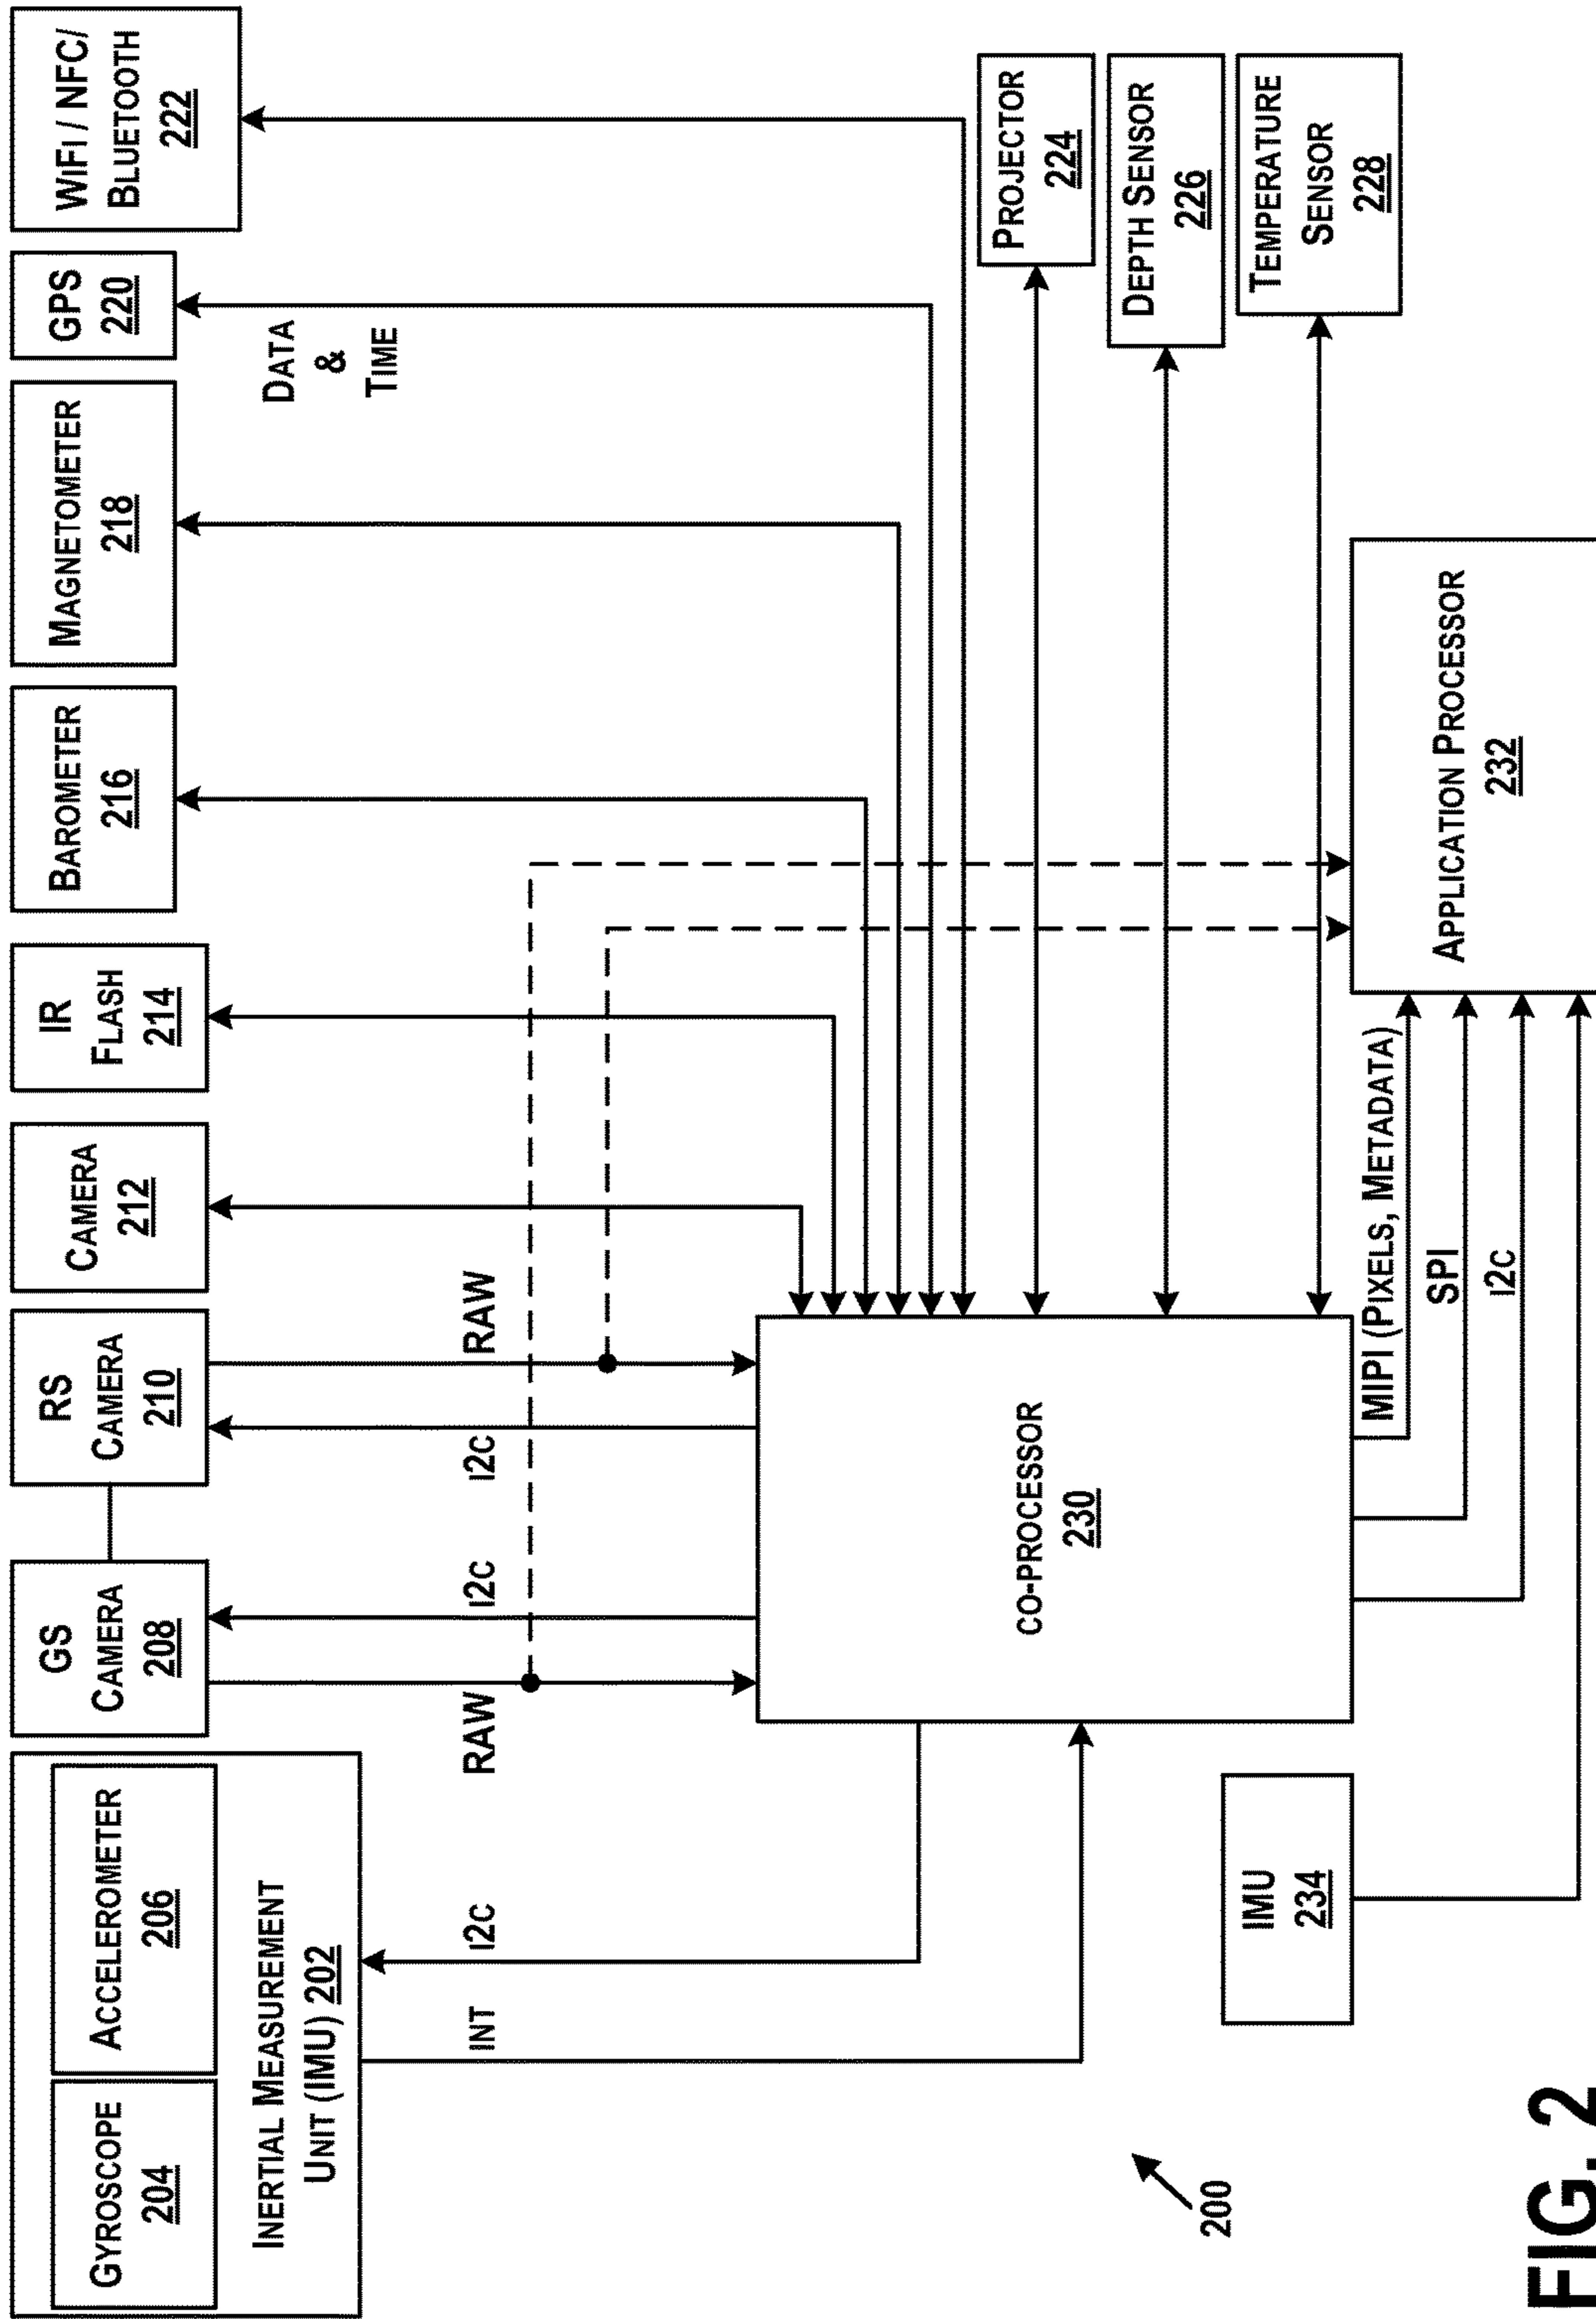 GYROSCOPE
204
ACCELEROMETER
206
INERTIAL MEASUREMENT
UNIT (IMU) 202
GS
CAMERA
208
RS
CAMERA
210
CAMERA
212
IR
FLASH
214
BAROMETER
216
MAGNETOMETER
218
GPS
220
WIFI / NFC/
BLUETOOTH
222
DATA
&
TIME
INT
I2C
RAW
I2C
I2C
RAW
PROJECTOR
224
DEPTH SENSOR
226
TEMPERATURE
SENSOR
228
CO-PROCESSOR
230
IMU
234
MIPI (PIXELS, METADATA)
SPI
I2C
APPLICATION PROCESSOR
232
200
FIG. 2